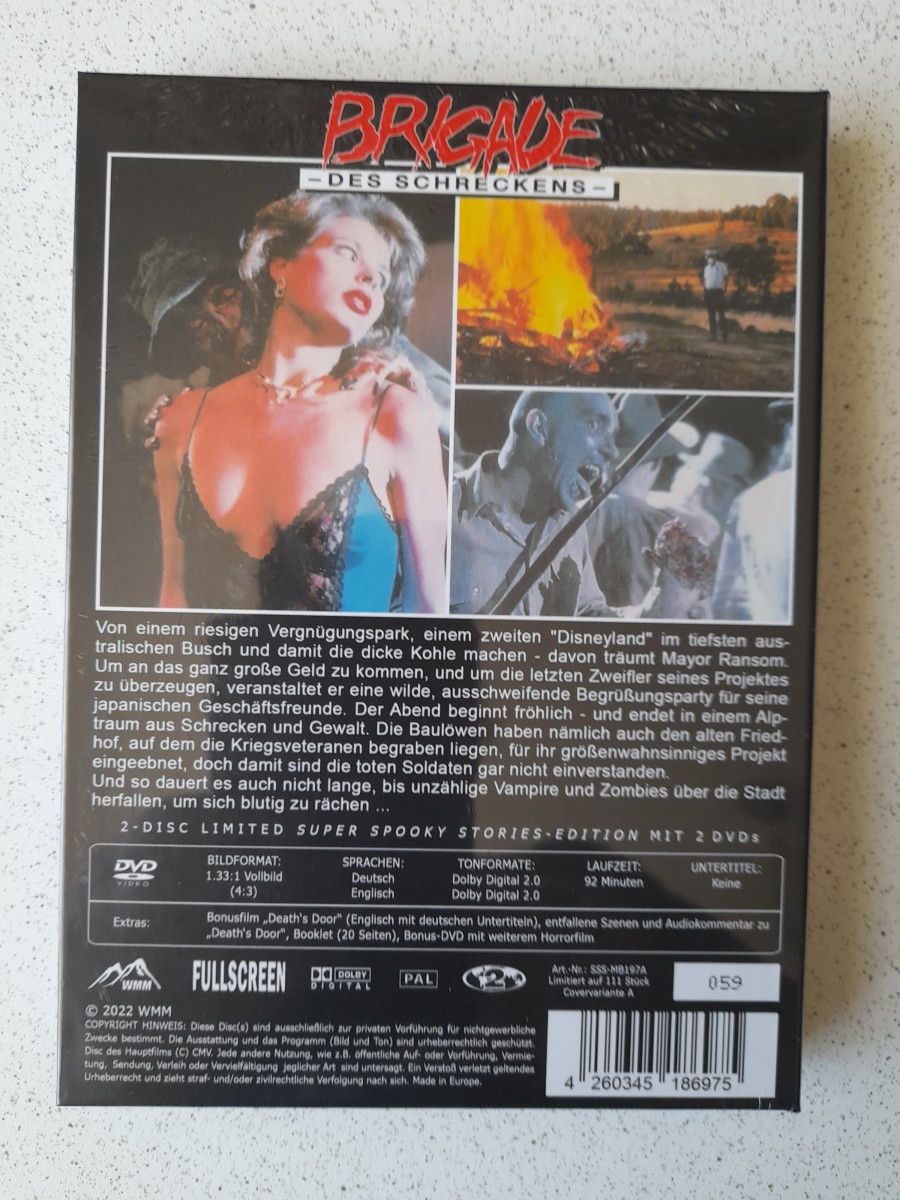 BRIGADE
-DES SCHRECKENS-
Von einem riesigen Vergnügungspark, einem zweiten "Disneyland" im tiefsten aus-
tralischen Busch und damit die dicke Kohle machen - davon träumt Mayor Ransom.
Um an das ganz große Geld zu kommen, und um die letzten Zweifler seines Projektes
zu überzeugen, veranstaltet er eine wilde, ausschweifende Begrüßungsparty für seine
japanischen Geschäftsfreunde. Der Abend beginnt fröhlich - und endet in einem Alp-
traum aus Schrecken und Gewalt. Die Baulöwen haben nämlich auch den alten Fried-
hof, auf dem die Kriegsveteranen begraben liegen, für ihr größenwahnsinniges Projekt
eingeebnet, doch damit sind die toten Soldaten gar nicht einverstanden.
Und so dauert es auch nicht lange, bis unzählige Vampire und Zombies über die Stadt
herfallen, um sich blutig zu rächen ...
2-DISC LIMITED SUPER SPOOKY STORIES-EDITION MIT 2 DVDs
DVD VIDEO
BILDFORMAT: SPRACHEN: TONFORMATE: LAUFZEIT: UNTERTITEL:
1.33:1 Vollbild Deutsch Dolby Digital 2.0 92 Minuten Keine
(4:3) Englisch Dolby Digital 2.0
Extras: Bonusfilm „Death's Door" (Englisch mit deutschen Untertiteln), entfallene Szenen und Audiokommentar zu
„Death's Door", Booklet (20 Seiten), Bonus-DVD mit weiterem Horrorfilm
WMM FULLSCREEN DOLBY DIGITAL PAL 2
Art.-Nr.: SSS-MB197A
Limitiert auf 111 Stück
Covervariante A
059
© 2022 WMM
COPYRIGHT HINWEIS: Diese Disc(s) sind ausschließlich zur privaten Vorführung für nichtgewerbliche
Zwecke bestimmt. Die Ausstattung und das Programm (Bild und Ton) sind urheberrechtlich geschützt.
Disc des Hauptfilms (C) CMV. Jede andere Nutzung, wie z.B. öffentliche Auf- oder Vorführung, Vermie-
tung, Sendung, Verleih oder Vervielfältigung jeglicher Art sind untersagt. Ein Verstoß verletzt geltendes
Urheberrecht und zieht straf- und/oder zivilrechtliche Verfolgung nach sich. Made in Europe.
4 260345 186975